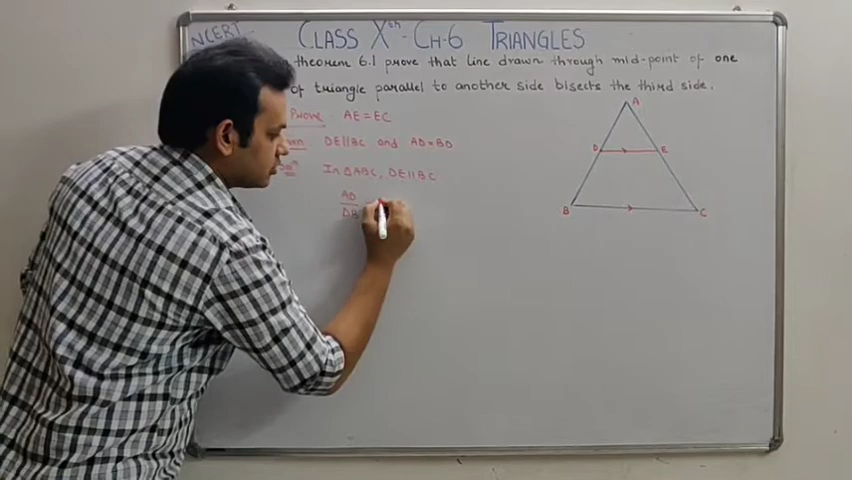 NCERT CLASS Xth - CH-6 TRIANGLES
theorem 6.1 prove that line drawn through mid-point of one
of triangle parallel to another side bisects the third side.
PROVE AE=EC
DE||BC and AD=BD
Soln In ΔABC, DE||BC
AD
DB
A
D E
B C